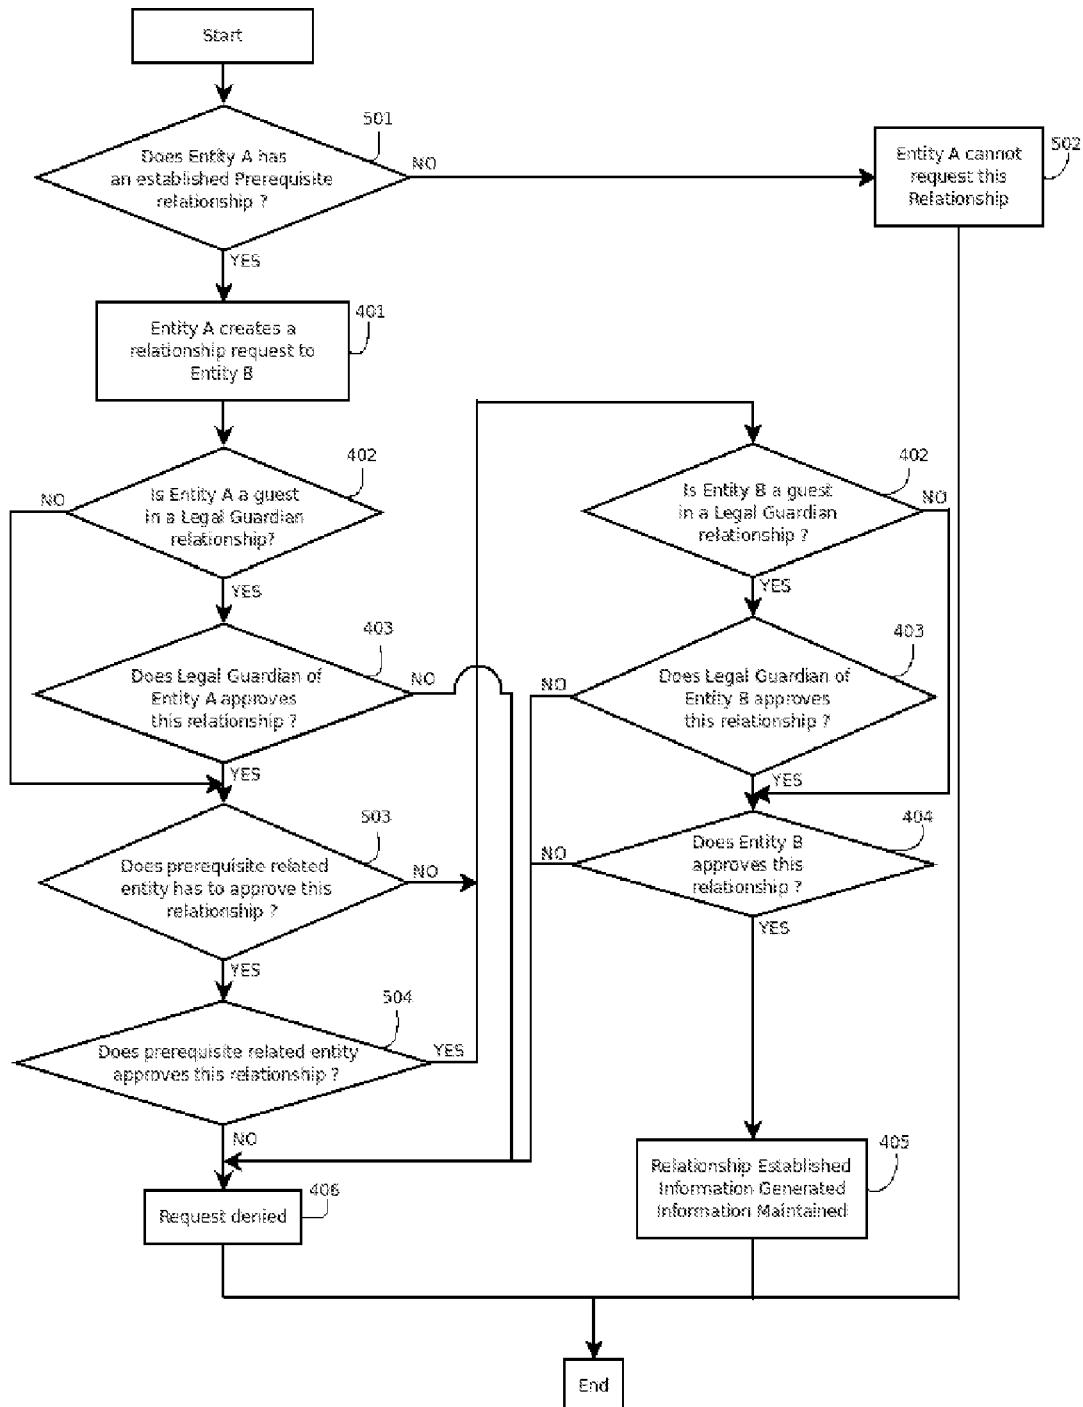 Start
501
Does Entity A has
an established Prerequisite
relationship ?
NO
YES
Entity A cannot
request this
Relationship
502
401
Entity A creates a
relationship request to
Entity B
402
Is Entity A a guest
in a Legal Guardian
relationship?
NO
YES
402
Is Entity B a guest
in a Legal Guardian
relationship ?
NO
YES
403
Does Legal Guardian of
Entity A approves
this relationship ?
NO
YES
403
Does Legal Guardian of
Entity B approves
this relationship ?
NO
YES
503
Does prerequisite related
entity has to approve this
relationship ?
NO
YES
404
Does Entity B
approves this
relationship ?
NO
YES
504
Does prerequisite related entity
approves this relationship ?
YES
NO
405
Relationship Established
Information Generated
Information Maintained
406
Request denied
End